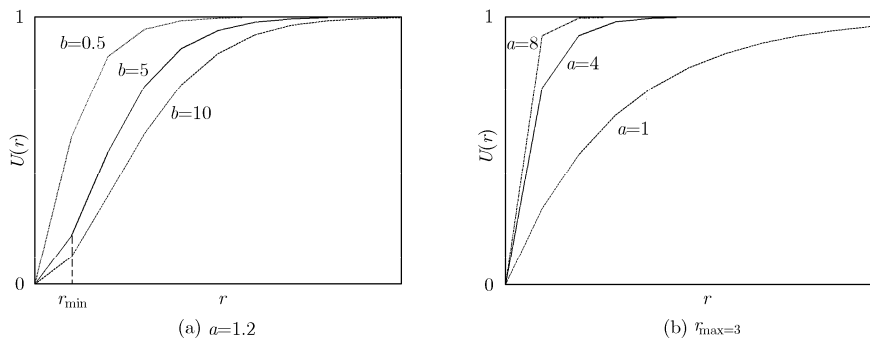 1
b=0.5
b=5
b=10
U(r)
0
r_min
r
(a) a=1.2
1
a=8
a=4
a=1
U(r)
0
r
(b) r_max=3